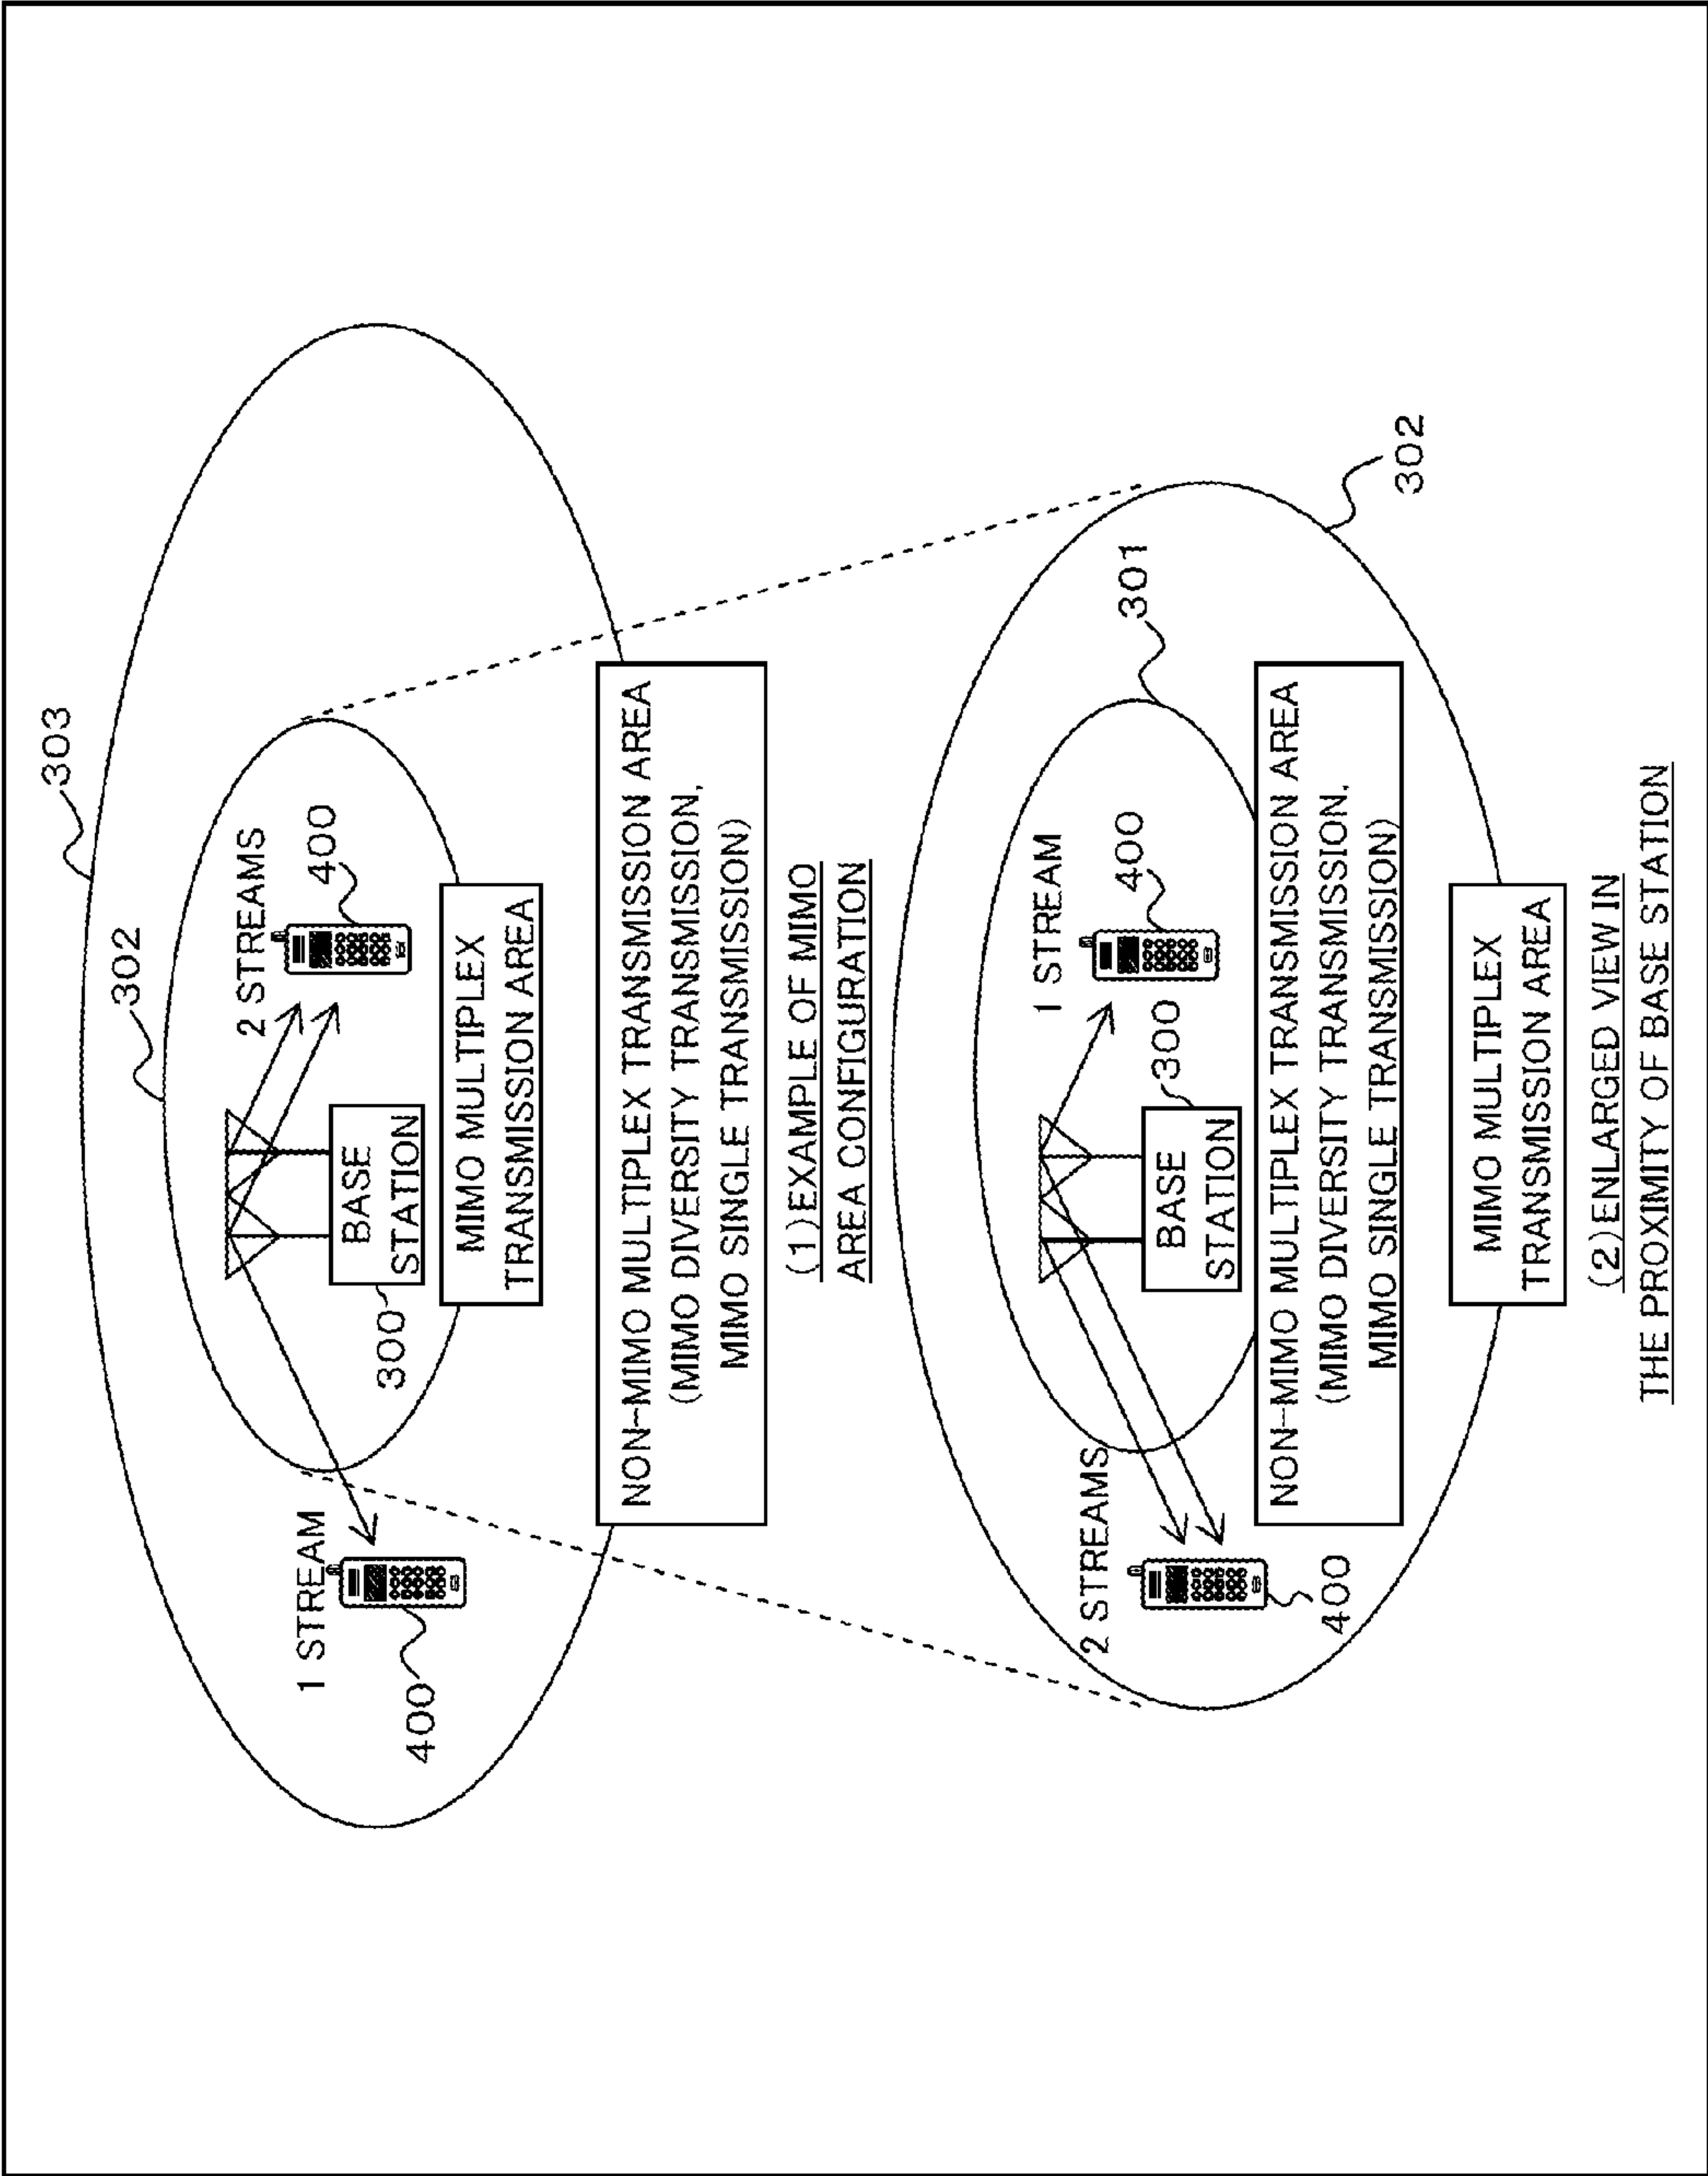 303
302
2 STREAMS
400
1 STREAM
400
BASE
STATION
300
MIMO MULTIPLEX
TRANSMISSION AREA
NON-MIMO MULTIPLEX TRANSMISSION AREA
(MIMO DIVERSITY TRANSMISSION,
MIMO SINGLE TRANSMISSION)
(1)EXAMPLE OF MIMO
AREA CONFIGURATION
1 STREAM
400
301
302
300
BASE
STATION
2 STREAMS
400
NON-MIMO MULTIPLEX TRANSMISSION AREA
(MIMO DIVERSITY TRANSMISSION,
MIMO SINGLE TRANSMISSION)
MIMO MULTIPLEX
TRANSMISSION AREA
(2)ENLARGED VIEW IN
THE PROXIMITY OF BASE STATION